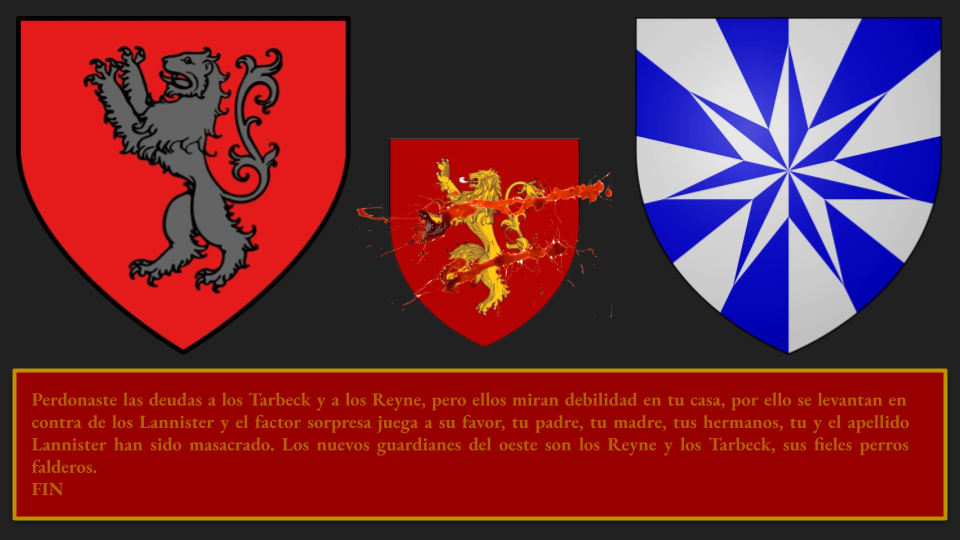 Perdonaste las deudas a los Tarbeck y a los Reyne, pero ellos miran debilidad en tu casa, por ello se levantan en
contra de los Lannister y el factor sorpresa juega a su favor, tu padre, tu madre, tus hermanos, tu y el apellido
Lannister han sido masacrado. Los nuevos guardianes del oeste son los Reyne y los Tarbeck, sus fieles perros
falderos.
FIN